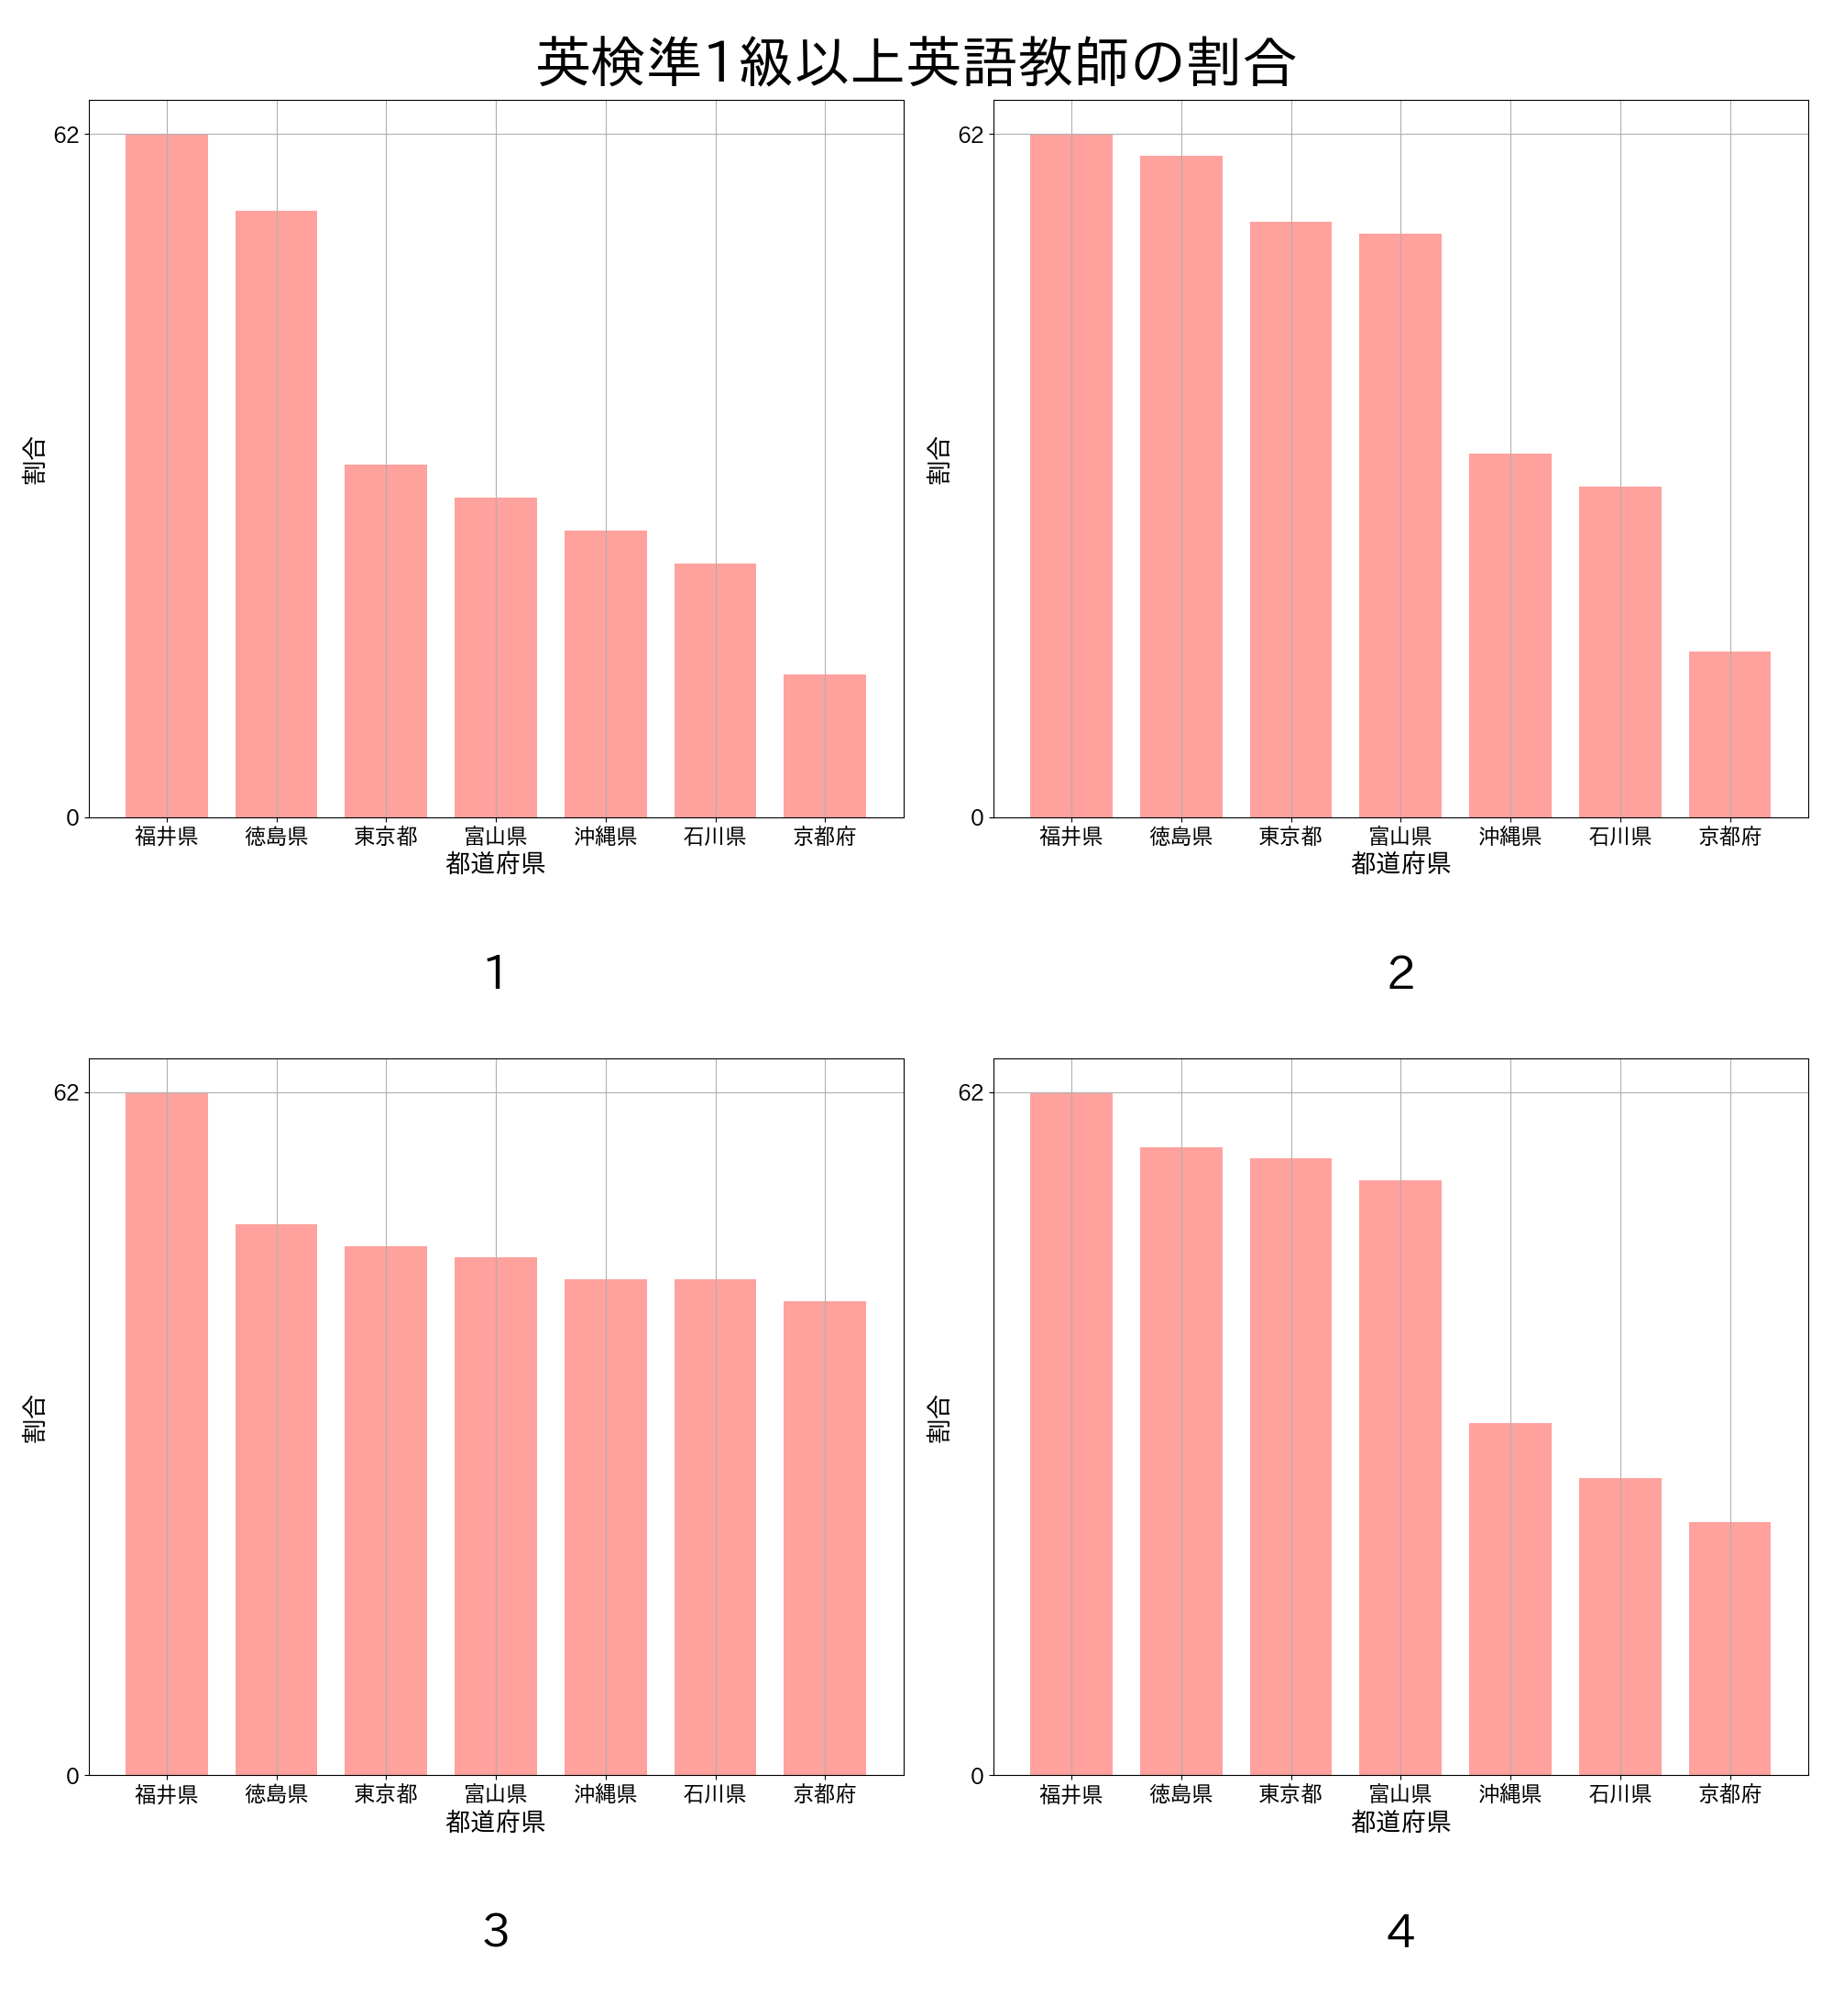 英検準1級以上英語教師の割合
62
0
割合
福井県 徳島県 東京都 富山県 沖縄県 石川県 京都府
都道府県
1
62
0
割合
福井県 徳島県 東京都 富山県 沖縄県 石川県 京都府
都道府県
2
62
0
割合
福井県 徳島県 東京都 富山県 沖縄県 石川県 京都府
都道府県
3
62
0
割合
福井県 徳島県 東京都 富山県 沖縄県 石川県 京都府
都道府県
4